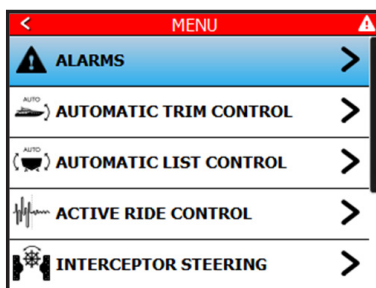 < MENU
ALARMS
AUTO
AUTOMATIC TRIM CONTROL
AUTO
AUTOMATIC LIST CONTROL
ACTIVE RIDE CONTROL
INTERCEPTOR STEERING